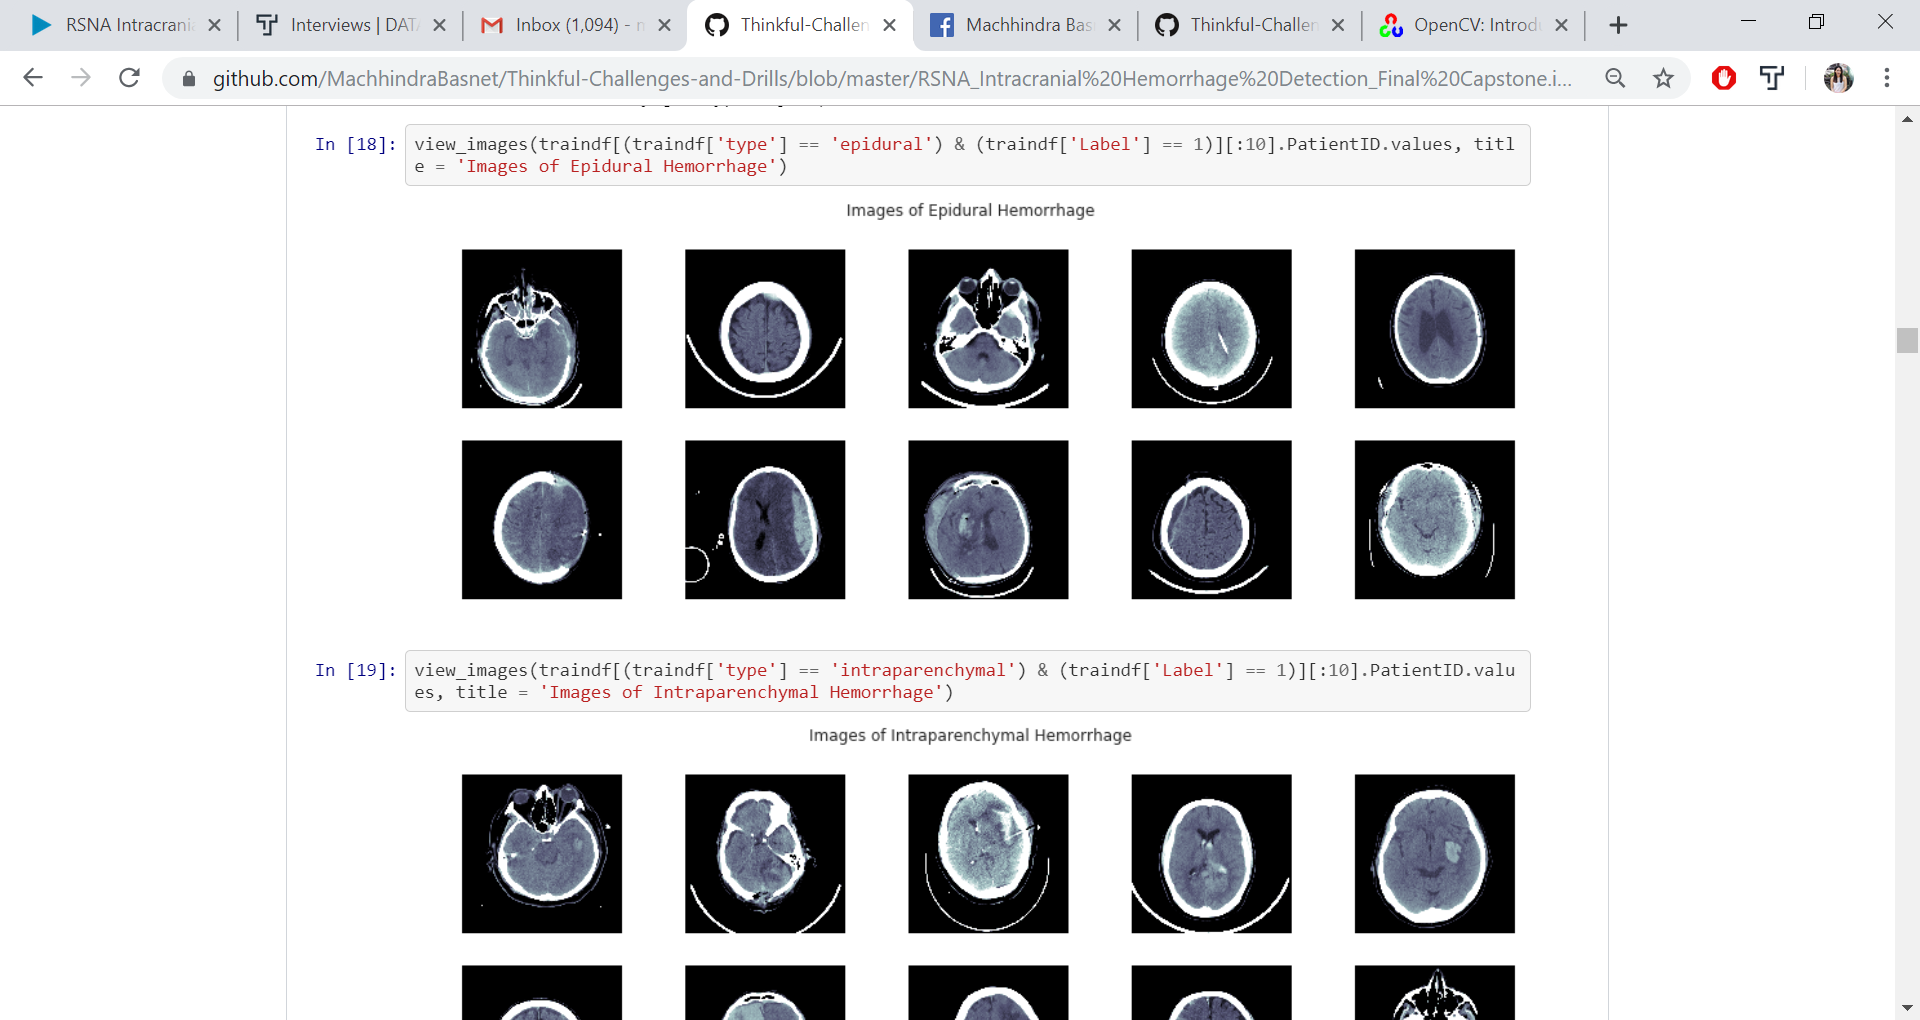 RSNA Intracrani
Interviews | DATA
Inbox (1,094) - m
Thinkful-Challen
Machhindra Bas
Thinkful-Challen
OpenCV: Introdu
github.com/MachhindraBasnet/Thinkful-Challenges-and-Drills/blob/master/RSNA_Intracranial%20Hemorrhage%20Detection_Final%20Capstone.i...
In [18]:
view_images(traindf[(traindf['type'] == 'epidural') & (traindf['Label'] == 1)][:10].PatientID.values, titl
e = 'Images of Epidural Hemorrhage')
Images of Epidural Hemorrhage
In [19]:
view_images(traindf[(traindf['type'] == 'intraparenchymal') & (traindf['Label'] == 1)][:10].PatientID.valu
es, title = 'Images of Intraparenchymal Hemorrhage')
Images of Intraparenchymal Hemorrhage